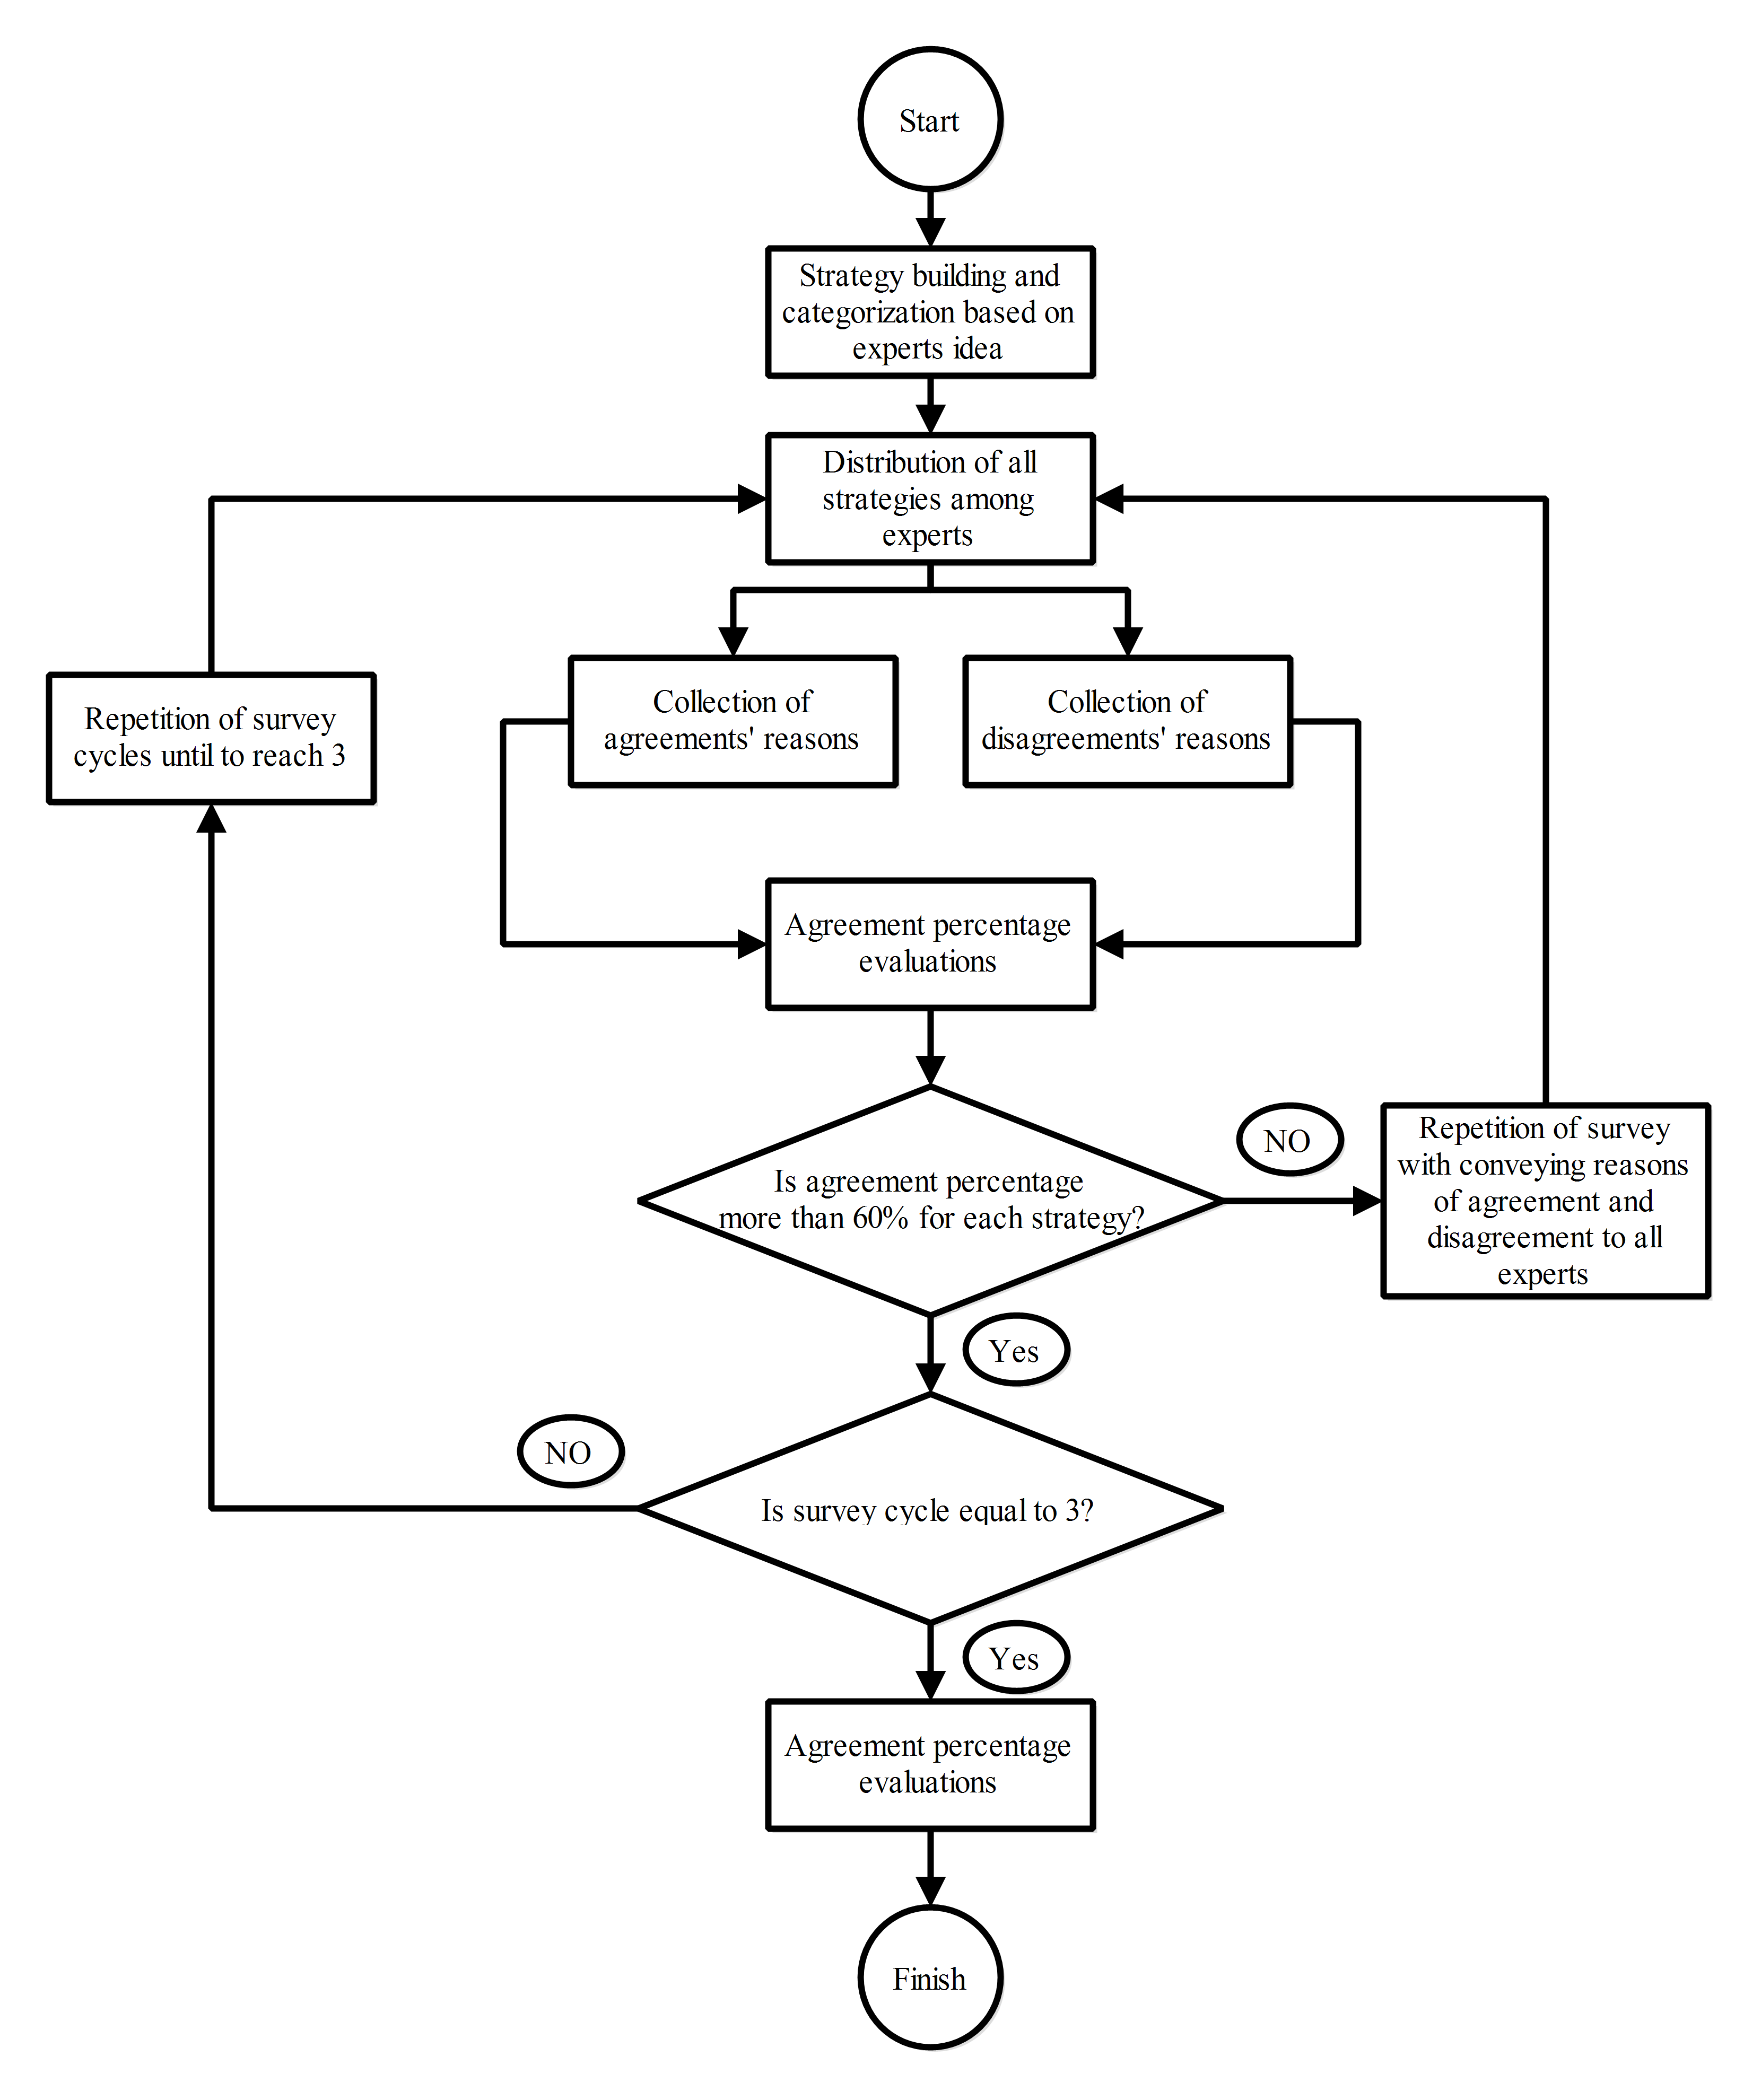 Start
Strategy building and
categorization based on
experts idea
Distribution of all
strategies among
experts
Collection of
agreements' reasons
Collection of
disagreements' reasons
Repetition of survey
cycles until to reach 3
Agreement percentage
evaluations
Is agreement percentage
more than 60% for each strategy?
NO
Repetition of survey
with conveying reasons
of agreement and
disagreement to all
experts
Yes
NO
Is survey cycle equal to 3?
Yes
Agreement percentage
evaluations
Finish